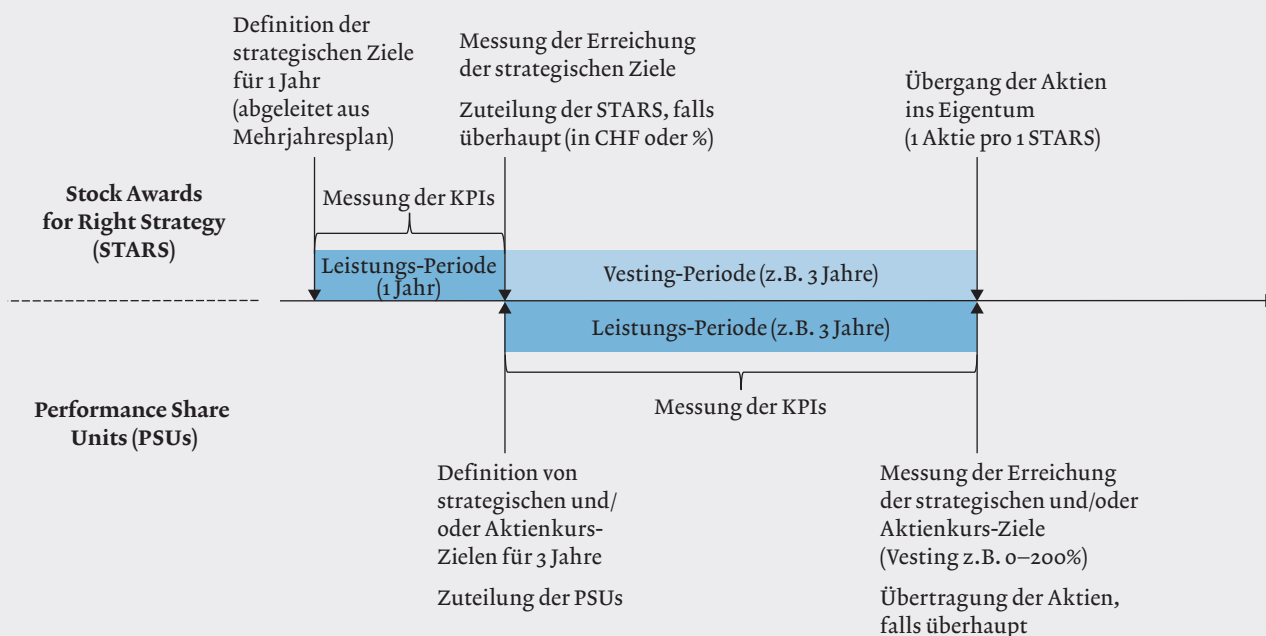 Definition der
strategischen Ziele
für 1 Jahr
(abgeleitet aus
Mehrjahresplan)
Messung der Erreichung
der strategischen Ziele
Zuteilung der STARS, falls
überhaupt (in CHF oder %)
Übergang der Aktien
ins Eigentum
(1 Aktie pro 1 STARS)
Stock Awards
for Right Strategy
(STARS)
Messung der KPIs
Leistungs-Periode
(1 Jahr)
Vesting-Periode (z.B. 3 Jahre)
Leistungs-Periode (z.B. 3 Jahre)
Messung der KPIs
Performance Share
Units (PSUs)
Definition von
strategischen und/
oder Aktienkurs-
Zielen für 3 Jahre
Zuteilung der PSUs
Messung der Erreichung
der strategischen und/oder
Aktienkurs-Ziele
(Vesting z.B. 0–200%)
Übertragung der Aktien,
falls überhaupt